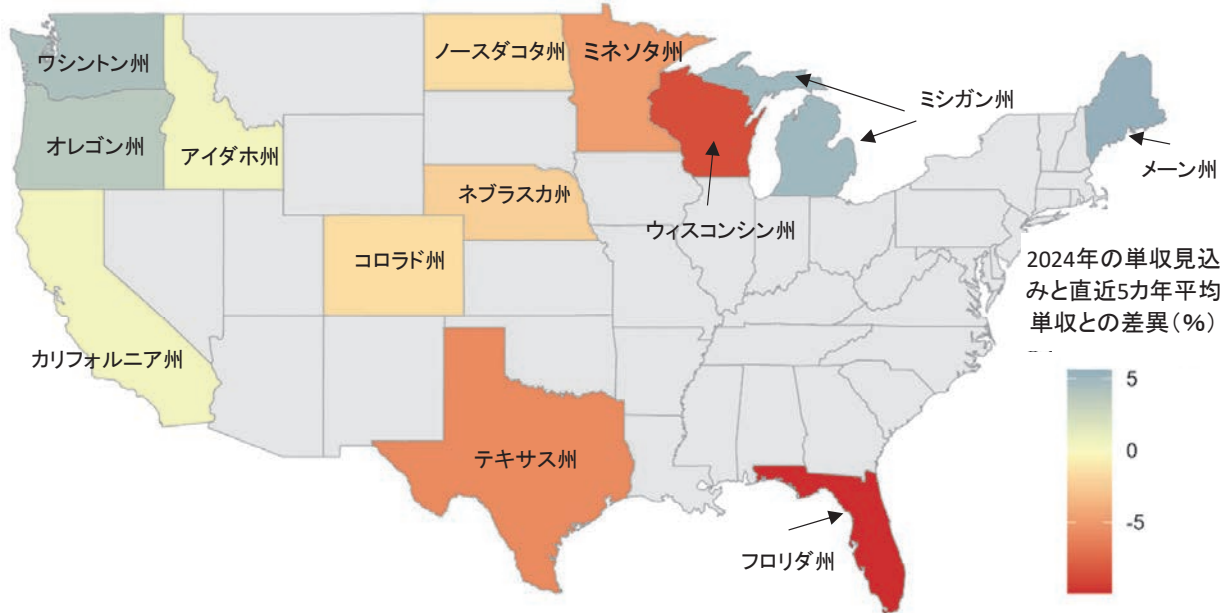 ワシントン州
ノースダコタ州
ミネソタ州
ミシガン州
オレゴン州
アイダホ州
メーン州
ネブラスカ州
ウィスコンシン州
コロラド州
2024年の単収見込
みと直近5カ年平均
単収との差異(%)
カリフォルニア州
5
0
-5
テキサス州
フロリダ州